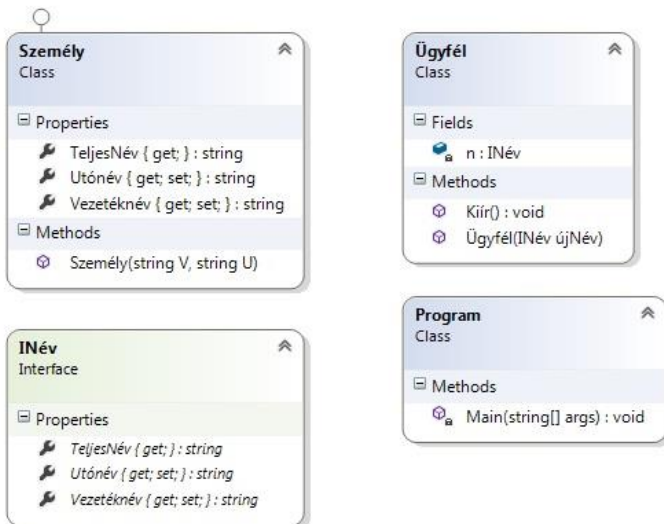 Személy
Class
Properties
TeljesNév { get; } : string
Utónév { get; set; } : string
Vezetéknév { get; set; } : string
Methods
Személy(string V, string U)
INév
Interface
Properties
TeljesNév { get; } : string
Utónév { get; set; } : string
Vezetéknév { get; set; } : string
Ügyfél
Class
Fields
n : INév
Methods
Kiír() : void
Ügyfél(INév újNév)
Program
Class
Methods
Main(string[] args) : void